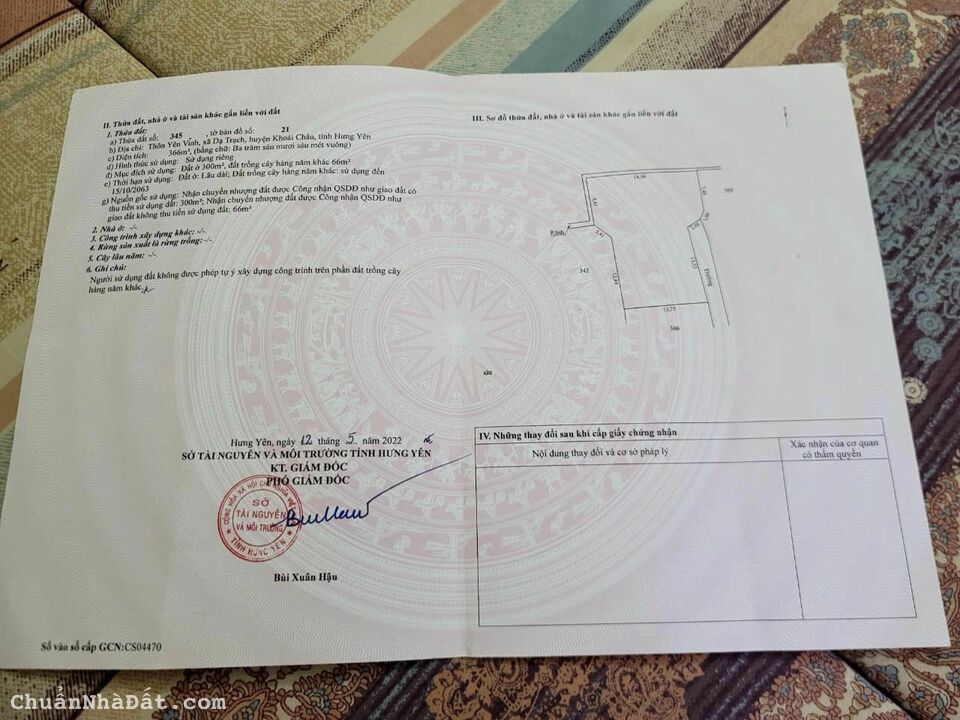 II. Thửa đất, nhà ở và tài sản khác gắn liền với đất
1. Thửa đất:
a) Thửa đất số: 345 , tờ bản đồ số: 21
b) Địa chỉ: Thôn Yên Vĩnh, xã Dạ Trạch, huyện Khoái Châu, tỉnh Hưng Yên
c) Diện tích: 366m², (bằng chữ: Ba trăm sáu mươi sáu mét vuông)
d) Hình thức sử dụng: Sử dụng riêng
đ) Mục đích sử dụng: Đất ở 300m², đất trồng cây hàng năm khác 66m²
e) Thời hạn sử dụng: Đất ở: Lâu dài; Đất trồng cây hàng năm khác: sử dụng đến
15/10/2063
g) Nguồn gốc sử dụng: Nhận chuyển nhượng đất được Công nhận QSDĐ như giao đất có
thu tiền sử dụng đất: 300m²; Nhận chuyển nhượng đất được Công nhận QSDĐ như
giao đất không thu tiền sử dụng đất: 66m²
2. Nhà ở: -/-
3. Công trình xây dựng khác: -/-
4. Rừng sản xuất là rừng trồng: -/-
5. Cây lâu năm: -/-
6. Ghi chú:
Người sử dụng đất không được phép tự ý xây dựng công trình trên phần đất trồng cây
hàng năm khác.
Hưng Yên, ngày 12 tháng 5 năm 2022
SỞ TÀI NGUYÊN VÀ MÔI TRƯỜNG TỈNH HƯNG YÊN
KT. GIÁM ĐỐC
PHÓ GIÁM ĐỐC
CỘNG HÒA XÃ HỘI CHỦ NGHĨA VIỆT NAM
SỞ
TÀI NGUYÊN
VÀ MÔI TRƯỜNG
TỈNH HƯNG YÊN
Bùi Xuân Hậu
Số vào sổ cấp GCN:CS04470
III. Sơ đồ thửa đất, nhà ở và tài sản khác gắn liền với đất
Rãnh
342
Đường
13,75
346
IV. Những thay đổi sau khi cấp giấy chứng nhận
Nội dung thay đổi và cơ sở pháp lý
Xác nhận của cơ quan
có thẩm quyền
ChuẩnNhàĐất.com